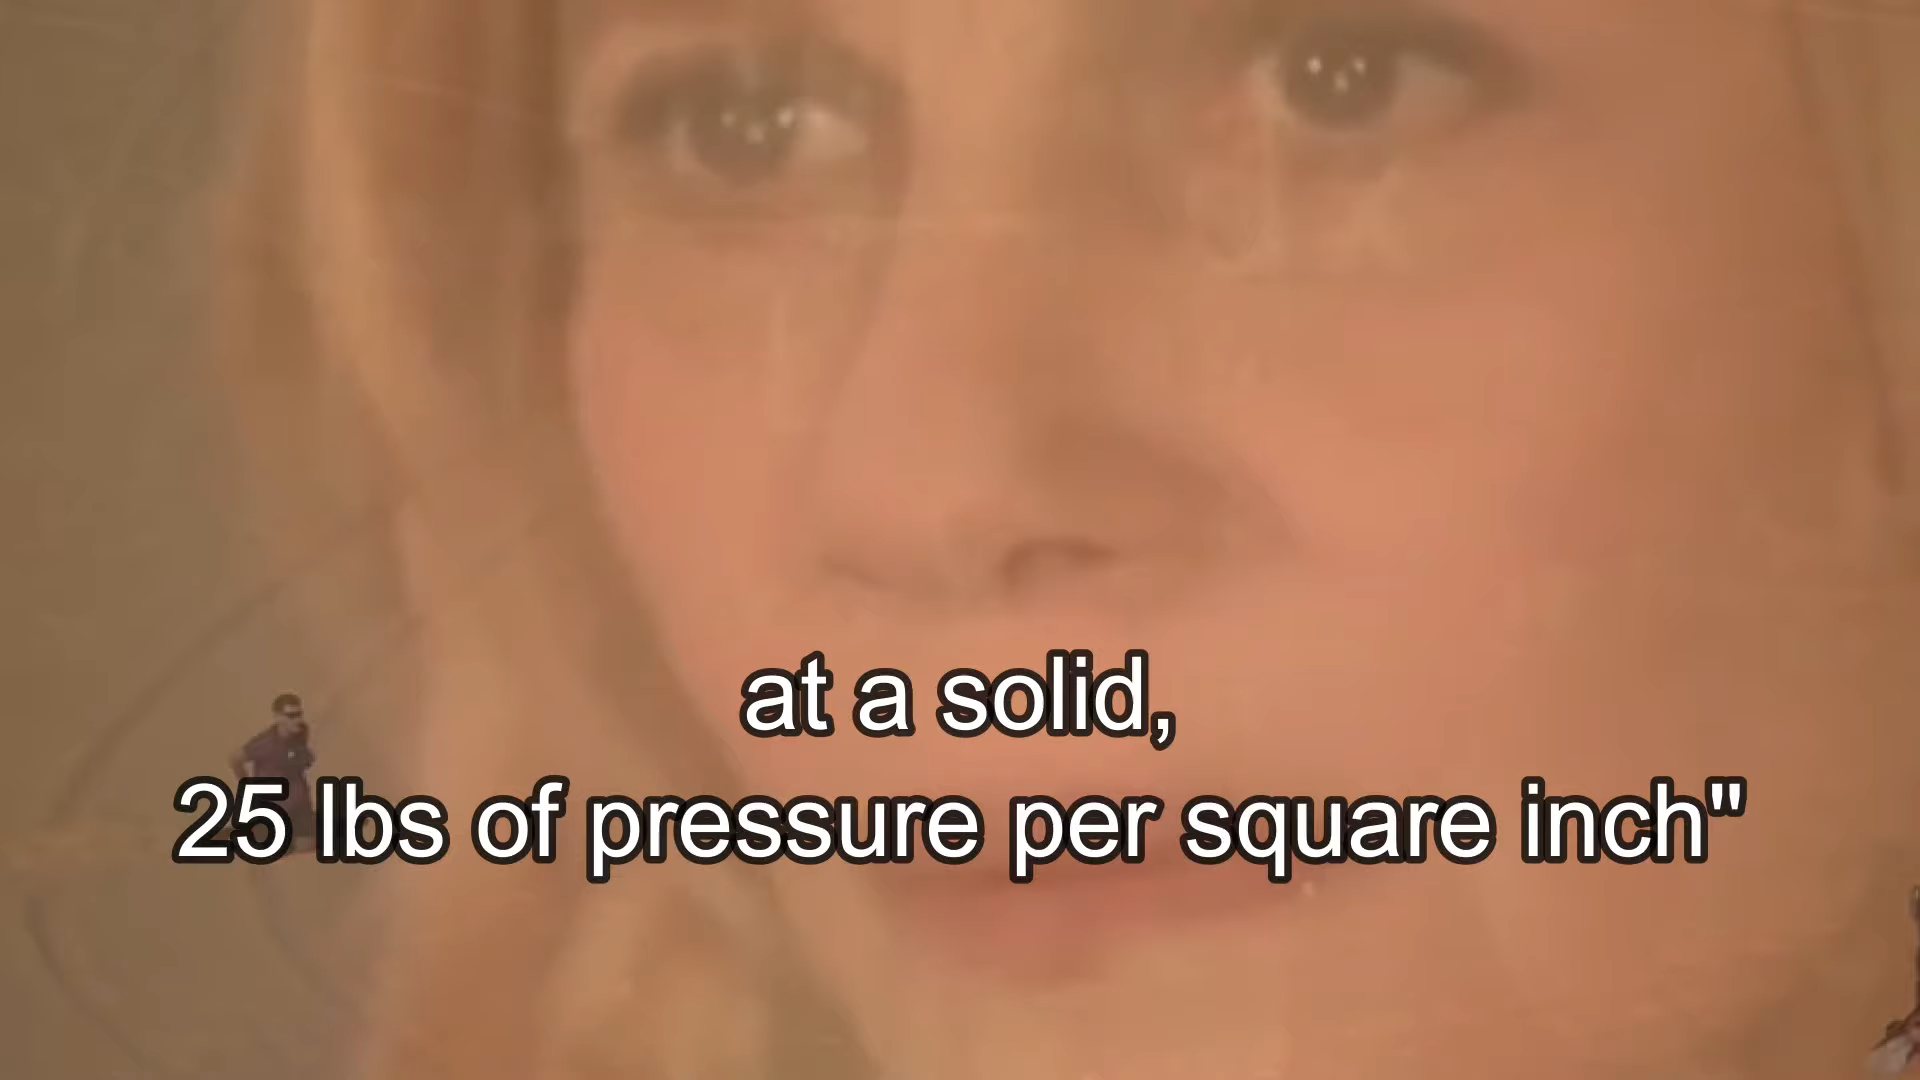 at a solid,
25 lbs of pressure per square inch"